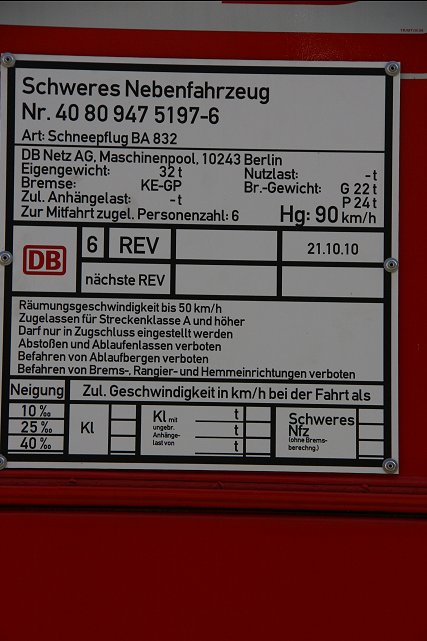 Schweres Nebenfahrzeug
Nr. 40 80 947 5197-6
Art: Schneepflug BA 832
DB Netz AG, Maschinenpool, 10243 Berlin
Eigengewicht: 32 t Nutzlast: - t
Bremse: KE-GP Br.-Gewicht: G 22 t
Zul. Anhängelast: - t P 24 t
Zur Mitfahrt zugel. Personenzahl: 6 Hg: 90 km/h
DB 6 REV 21.10.10
nächste REV
Räumungsgeschwindigkeit bis 50 km/h
Zugelassen für Streckenklasse A und höher
Darf nur in Zugschluss eingestellt werden
Abstoßen und Ablaufenlassen verboten
Befahren von Ablaufbergen verboten
Befahren von Brems-, Rangier- und Hemmeinrichtungen verboten
Neigung Zul. Geschwindigkeit in km/h bei der Fahrt als
10 ‰
25 ‰
40 ‰
Kl
Kl mit
ungebr.
Anhänge-
last von
t
t
t
Schweres
Nfz
(ohne Brems-
berechng.)